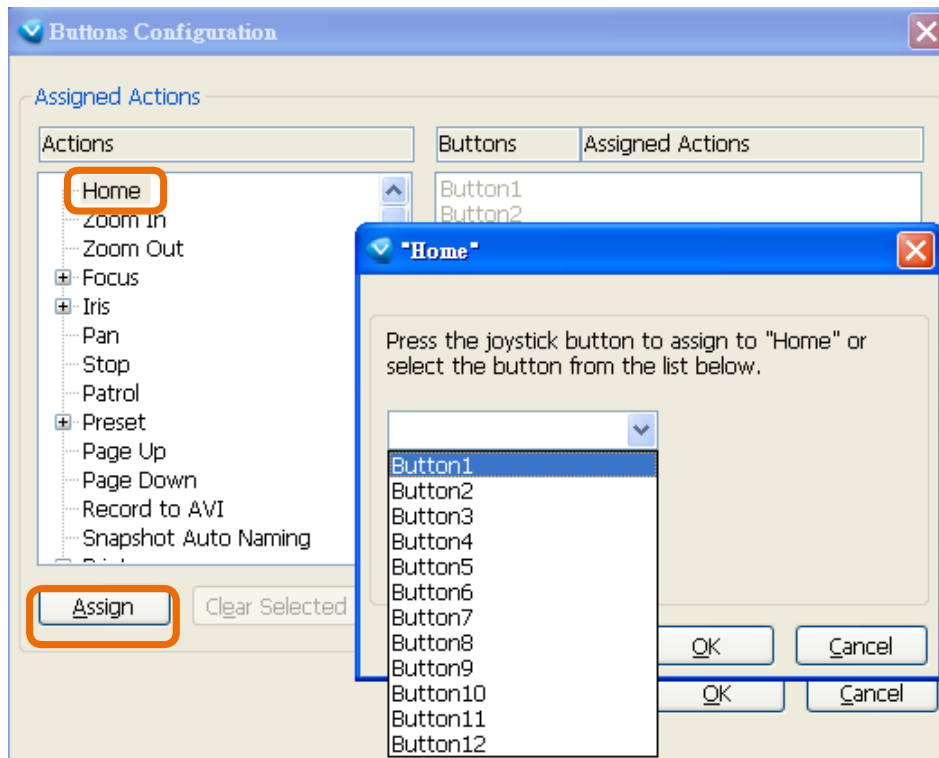 Buttons Configuration
Assigned Actions
Actions
Buttons
Assigned Actions
Home
Zoom In
Zoom Out
Focus
Iris
Pan
Stop
Patrol
Preset
Page Up
Page Down
Record to AVI
Snapshot Auto Naming
Button1
Button2
Assign
Clear Selected
"Home"
Press the joystick button to assign to "Home" or
select the button from the list below.
Button1
Button2
Button3
Button4
Button5
Button6
Button7
Button8
Button9
Button10
Button11
Button12
OK
Cancel
OK
Cancel